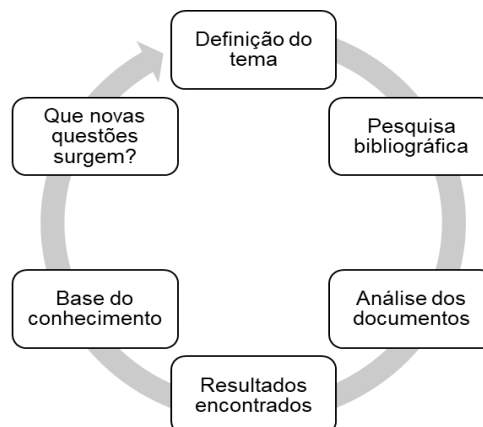 Definição do
tema
Pesquisa
bibliográfica
Análise dos
documentos
Resultados
encontrados
Base do
conhecimento
Que novas
questões
surgem?